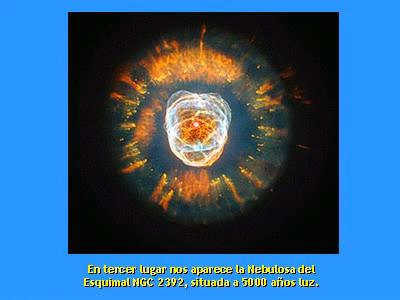 En tercer lugar nos aparece la Nebulosa del
Esquimal NGC 2392, situada a 5000 años luz.